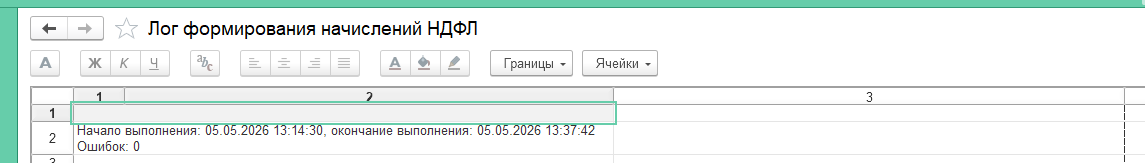 Лог формирования начислений НДФЛ
А Ж К Ч abc А Границы Ячейки
1 2 3
1
2 Начало выполнения: 05.05.2026 13:14:30, окончание выполнения: 05.05.2026 13:37:42
Ошибок: 0
3